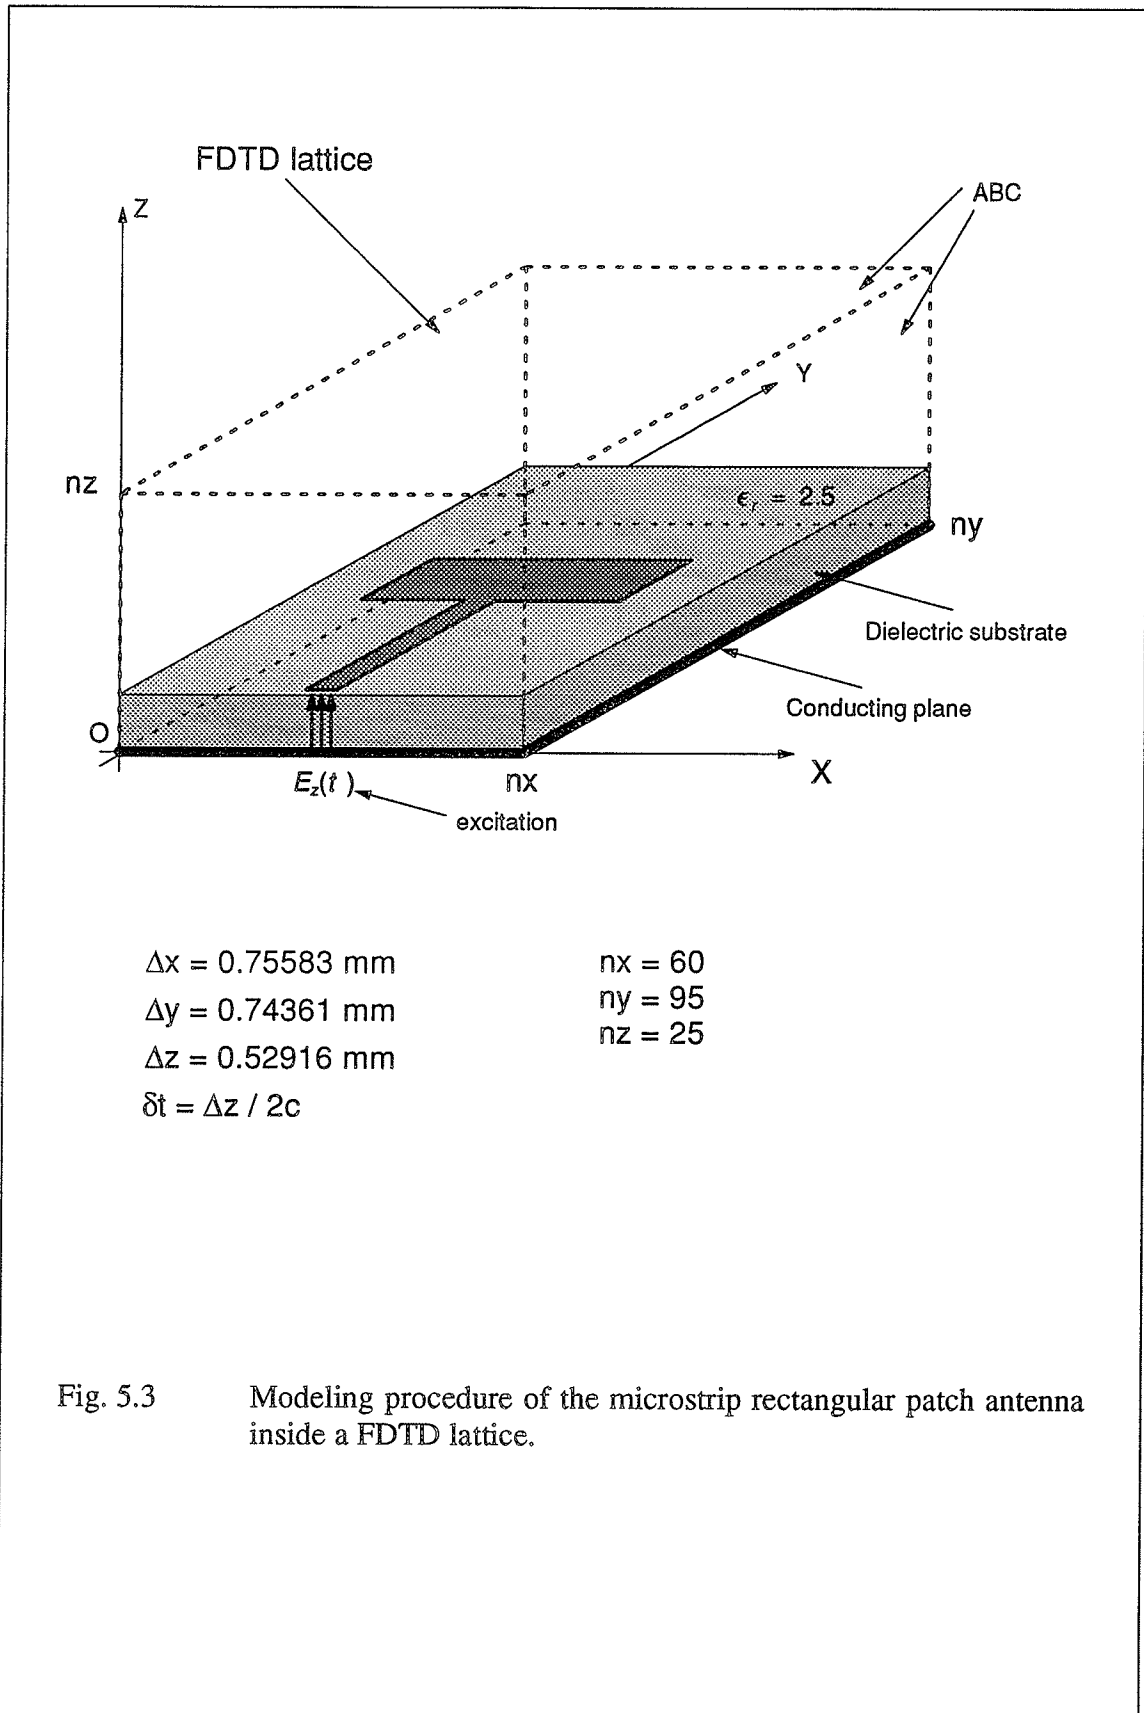 FDTD lattice
ABC
Z
Y
nz
ϵr = 2.5
ny
Dielectric substrate
Conducting plane
O
X
Ez(t )
nx
excitation
Δx = 0.75583 mm
Δy = 0.74361 mm
Δz = 0.52916 mm
δt = Δz / 2c
nx = 60
ny = 95
nz = 25
Fig. 5.3 Modeling procedure of the microstrip rectangular patch antenna
inside a FDTD lattice.